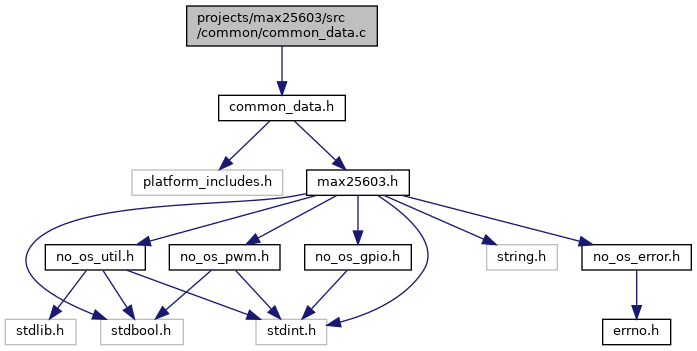 projects/max25603/src
/common/common_data.c
common_data.h
platform_includes.h
max25603.h
no_os_util.h
no_os_pwm.h
no_os_gpio.h
string.h
no_os_error.h
stdlib.h
stdbool.h
stdint.h
errno.h